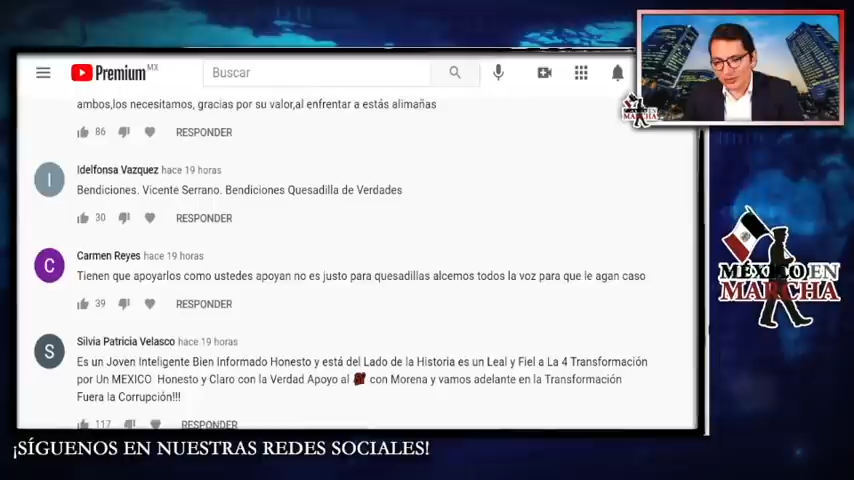 Premium MX
Buscar
ambos,los necesitamos, gracias por su valor,al enfrentar a estás alimañas
86 RESPONDER
I
Idelfonsa Vazquez hace 19 horas
Bendiciones. Vicente Serrano. Bendiciones Quesadilla de Verdades
30 RESPONDER
C
Carmen Reyes hace 19 horas
Tienen que apoyarlos como ustedes apoyan no es justo para quesadillas alcemos todos la voz para que le agan caso
39 RESPONDER
S
Silvia Patricia Velasco hace 19 horas
Es un Joven Inteligente Bien Informado Honesto y está del Lado de la Historia es un Leal y Fiel a La 4 Transformación
por Un MEXICO Honesto y Claro con la Verdad Apoyo al 💯 con Morena y vamos adelante en la Transformación
Fuera la Corrupción!!!
117 RESPONDER
MÉXICO EN
MARCHA
MÉXICO EN
MARCHA
¡SÍGUENOS EN NUESTRAS REDES SOCIALES!